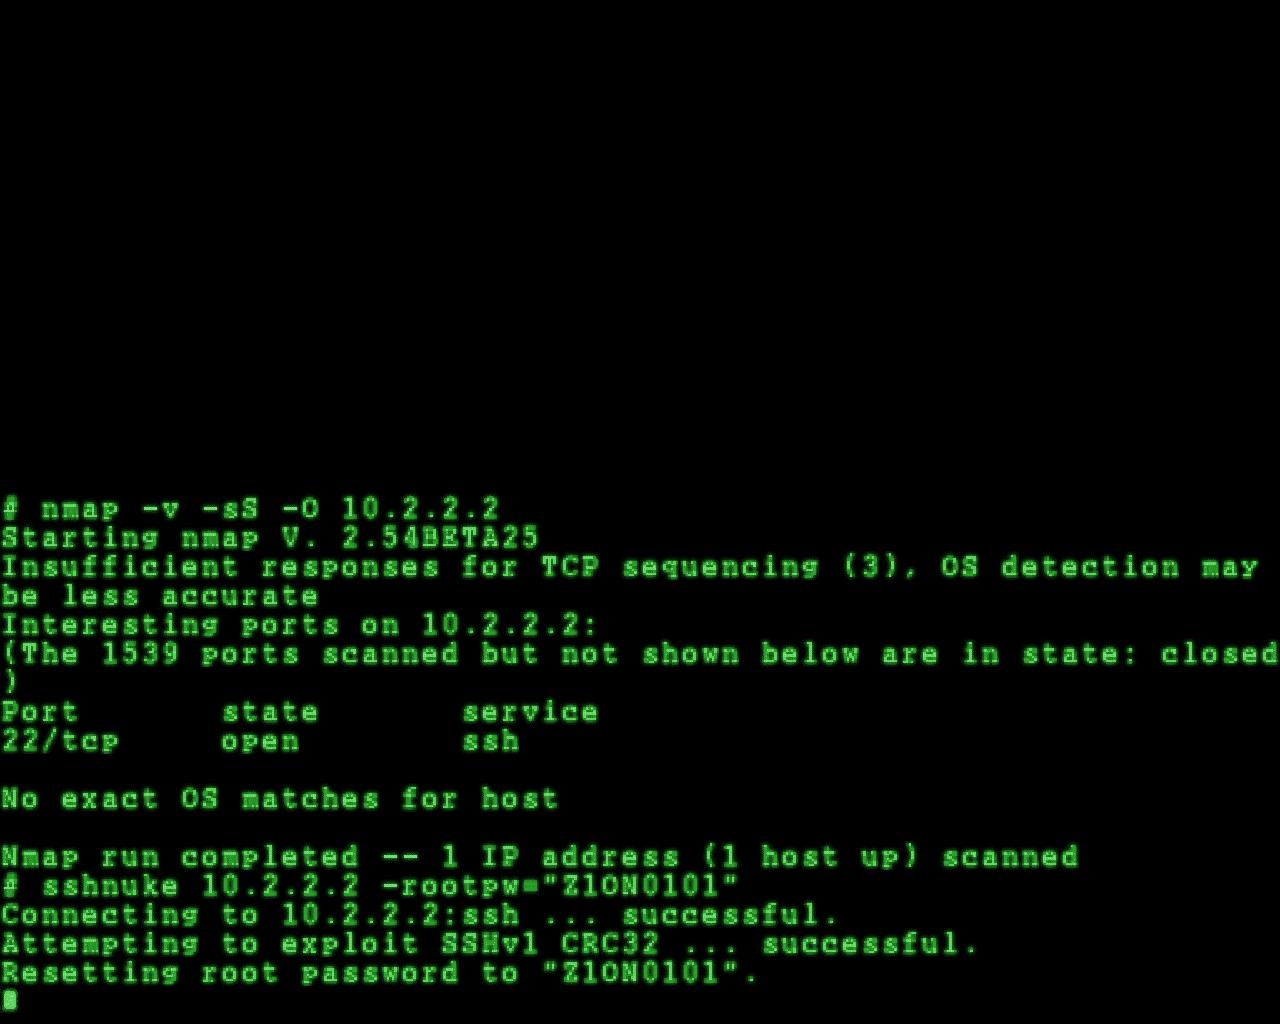 # nmap -v -sS -O 10.2.2.2
Starting nmap V. 2.54BETA25
Insufficient responses for TCP sequencing (3), OS detection may
be less accurate
Interesting ports on 10.2.2.2:
(The 1539 ports scanned but not shown below are in state: closed
)
Port       state       service
22/tcp     open        ssh
No exact OS matches for host
Nmap run completed -- 1 IP address (1 host up) scanned
# sshnuke 10.2.2.2 -rootpw="Z1ON0101"
Connecting to 10.2.2.2:ssh ... successful.
Attempting to exploit SSHv1 CRC32 ... successful.
Resetting root password to "Z1ON0101".